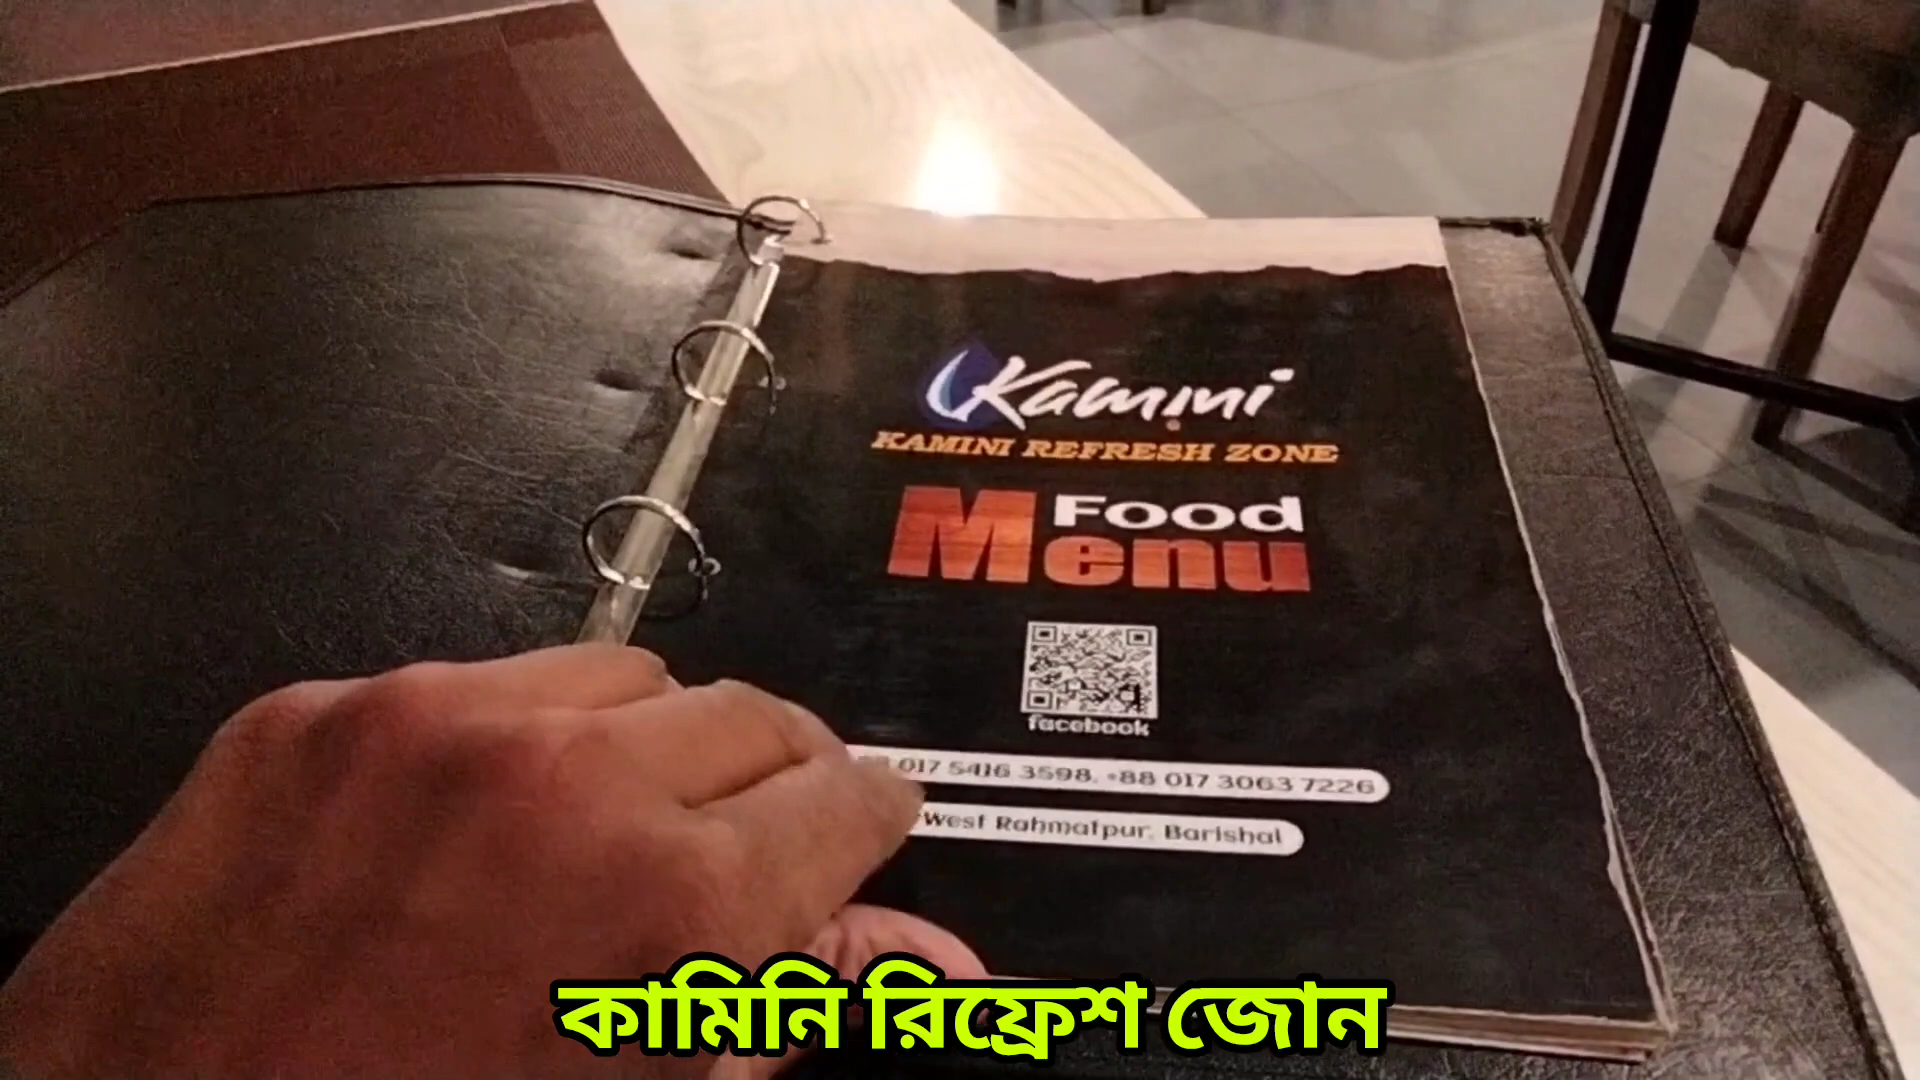 Kamini
KAMINI REFRESH ZONE
Food
Menu
facebook
017 5416 3598, +88 017 3063 7226
West Rahmatpur, Barishal
কামিনি রিফ্রেশ জোন